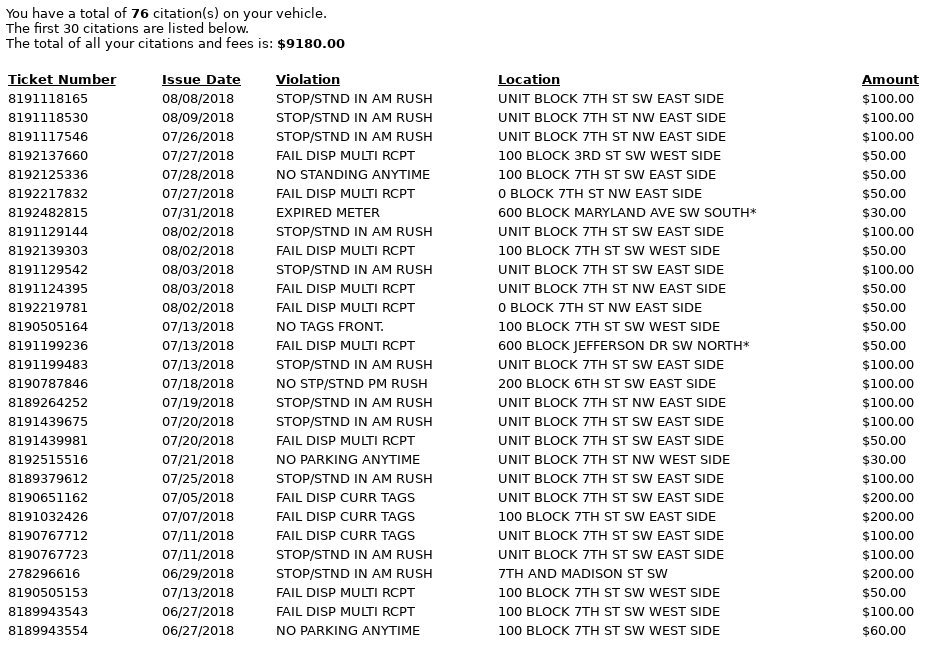 You have a total of 76 citation(s) on your vehicle.
The first 30 citations are listed below.
The total of all your citations and fees is: $9180.00
Ticket Number Issue Date Violation Location Amount
8191118165 08/08/2018 STOP/STND IN AM RUSH UNIT BLOCK 7TH ST SW EAST SIDE $100.00
8191118530 08/09/2018 STOP/STND IN AM RUSH UNIT BLOCK 7TH ST NW EAST SIDE $100.00
8191117546 07/26/2018 STOP/STND IN AM RUSH UNIT BLOCK 7TH ST NW EAST SIDE $100.00
8192137660 07/27/2018 FAIL DISP MULTI RCPT 100 BLOCK 3RD ST SW WEST SIDE $50.00
8192125336 07/28/2018 NO STANDING ANYTIME 100 BLOCK 7TH ST SW EAST SIDE $50.00
8192217832 07/27/2018 FAIL DISP MULTI RCPT 0 BLOCK 7TH ST NW EAST SIDE $50.00
8192482815 07/31/2018 EXPIRED METER 600 BLOCK MARYLAND AVE SW SOUTH* $30.00
8191129144 08/02/2018 STOP/STND IN AM RUSH UNIT BLOCK 7TH ST SW EAST SIDE $100.00
8192139303 08/02/2018 FAIL DISP MULTI RCPT 100 BLOCK 7TH ST SW WEST SIDE $50.00
8191129542 08/03/2018 STOP/STND IN AM RUSH UNIT BLOCK 7TH ST SW EAST SIDE $100.00
8191124395 08/03/2018 FAIL DISP MULTI RCPT UNIT BLOCK 7TH ST NW EAST SIDE $50.00
8192219781 08/02/2018 FAIL DISP MULTI RCPT 0 BLOCK 7TH ST NW EAST SIDE $50.00
8190505164 07/13/2018 NO TAGS FRONT. 100 BLOCK 7TH ST SW WEST SIDE $50.00
8191199236 07/13/2018 FAIL DISP MULTI RCPT 600 BLOCK JEFFERSON DR SW NORTH* $50.00
8191199483 07/13/2018 STOP/STND IN AM RUSH UNIT BLOCK 7TH ST SW EAST SIDE $100.00
8190787846 07/18/2018 NO STP/STND PM RUSH 200 BLOCK 6TH ST SW EAST SIDE $100.00
8189264252 07/19/2018 STOP/STND IN AM RUSH UNIT BLOCK 7TH ST NW EAST SIDE $100.00
8191439675 07/20/2018 STOP/STND IN AM RUSH UNIT BLOCK 7TH ST SW EAST SIDE $100.00
8191439981 07/20/2018 FAIL DISP MULTI RCPT UNIT BLOCK 7TH ST SW EAST SIDE $50.00
8192515516 07/21/2018 NO PARKING ANYTIME UNIT BLOCK 7TH ST NW WEST SIDE $30.00
8189379612 07/25/2018 STOP/STND IN AM RUSH UNIT BLOCK 7TH ST SW EAST SIDE $100.00
8190651162 07/05/2018 FAIL DISP CURR TAGS UNIT BLOCK 7TH ST SW EAST SIDE $200.00
8191032426 07/07/2018 FAIL DISP CURR TAGS 100 BLOCK 7TH ST SW EAST SIDE $200.00
8190767712 07/11/2018 FAIL DISP CURR TAGS UNIT BLOCK 7TH ST SW EAST SIDE $100.00
8190767723 07/11/2018 STOP/STND IN AM RUSH UNIT BLOCK 7TH ST SW EAST SIDE $100.00
278296616 06/29/2018 STOP/STND IN AM RUSH 7TH AND MADISON ST SW $200.00
8190505153 07/13/2018 FAIL DISP MULTI RCPT 100 BLOCK 7TH ST SW WEST SIDE $50.00
8189943543 06/27/2018 FAIL DISP MULTI RCPT 100 BLOCK 7TH ST SW WEST SIDE $100.00
8189943554 06/27/2018 NO PARKING ANYTIME 100 BLOCK 7TH ST SW WEST SIDE $60.00